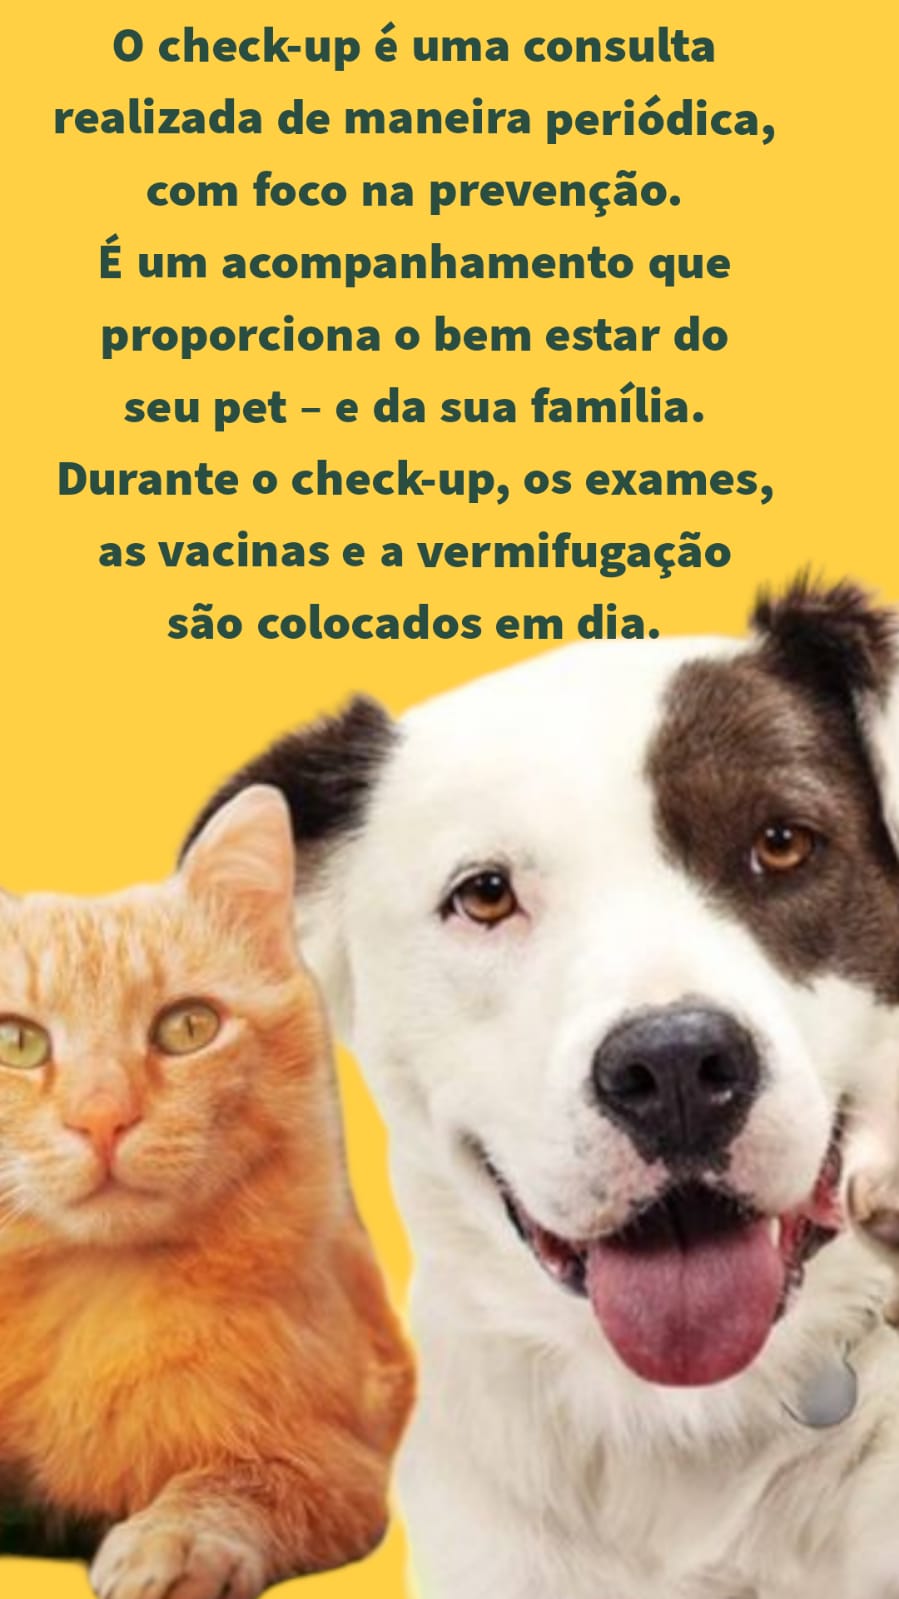 O check-up é uma consulta
realizada de maneira periódica,
com foco na prevenção.
É um acompanhamento que
proporciona o bem estar do
seu pet – e da sua família.
Durante o check-up, os exames,
as vacinas e a vermifugação
são colocados em dia.